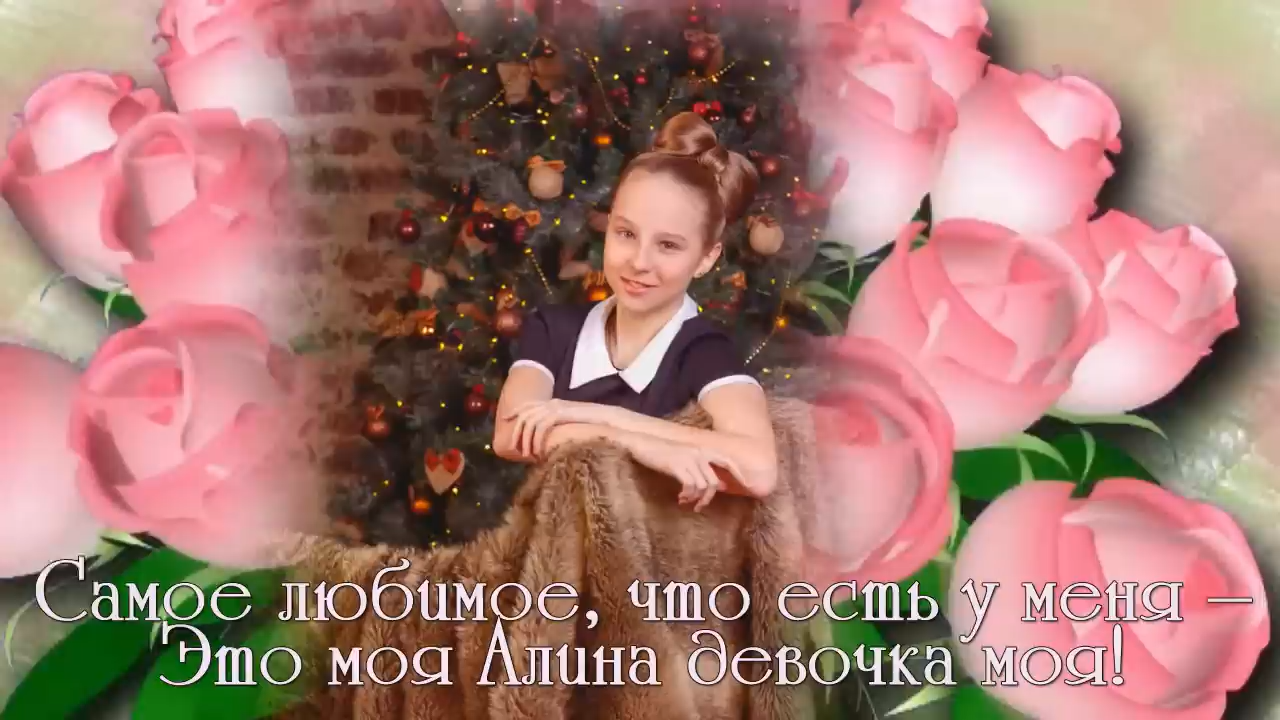 Самое любимое, что есть у меня –
Это моя Алина девочка моя!